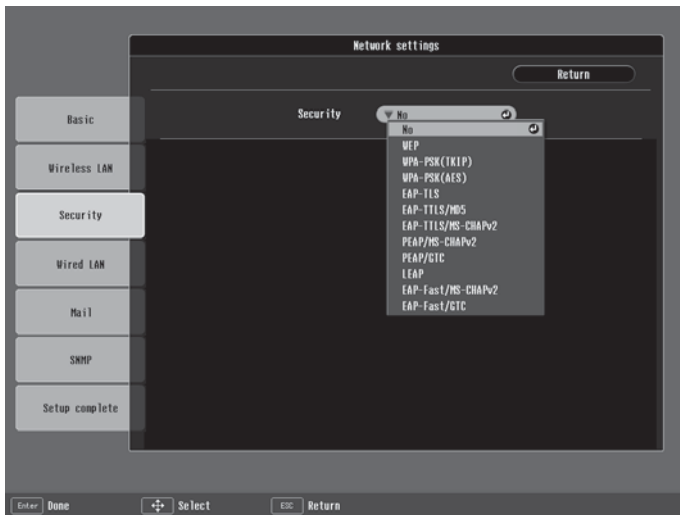 Network settings
Return
Security
No
No
WEP
WPA-PSK(TKIP)
WPA-PSK(AES)
EAP-TLS
EAP-TTLS/MD5
EAP-TTLS/MS-CHAPv2
PEAP/MS-CHAPv2
PEAP/GTC
LEAP
EAP-Fast/MS-CHAPv2
EAP-Fast/GTC
Basic
Wireless LAN
Security
Wired LAN
Mail
SNMP
Setup complete
Enter Done
Select
ESC Return